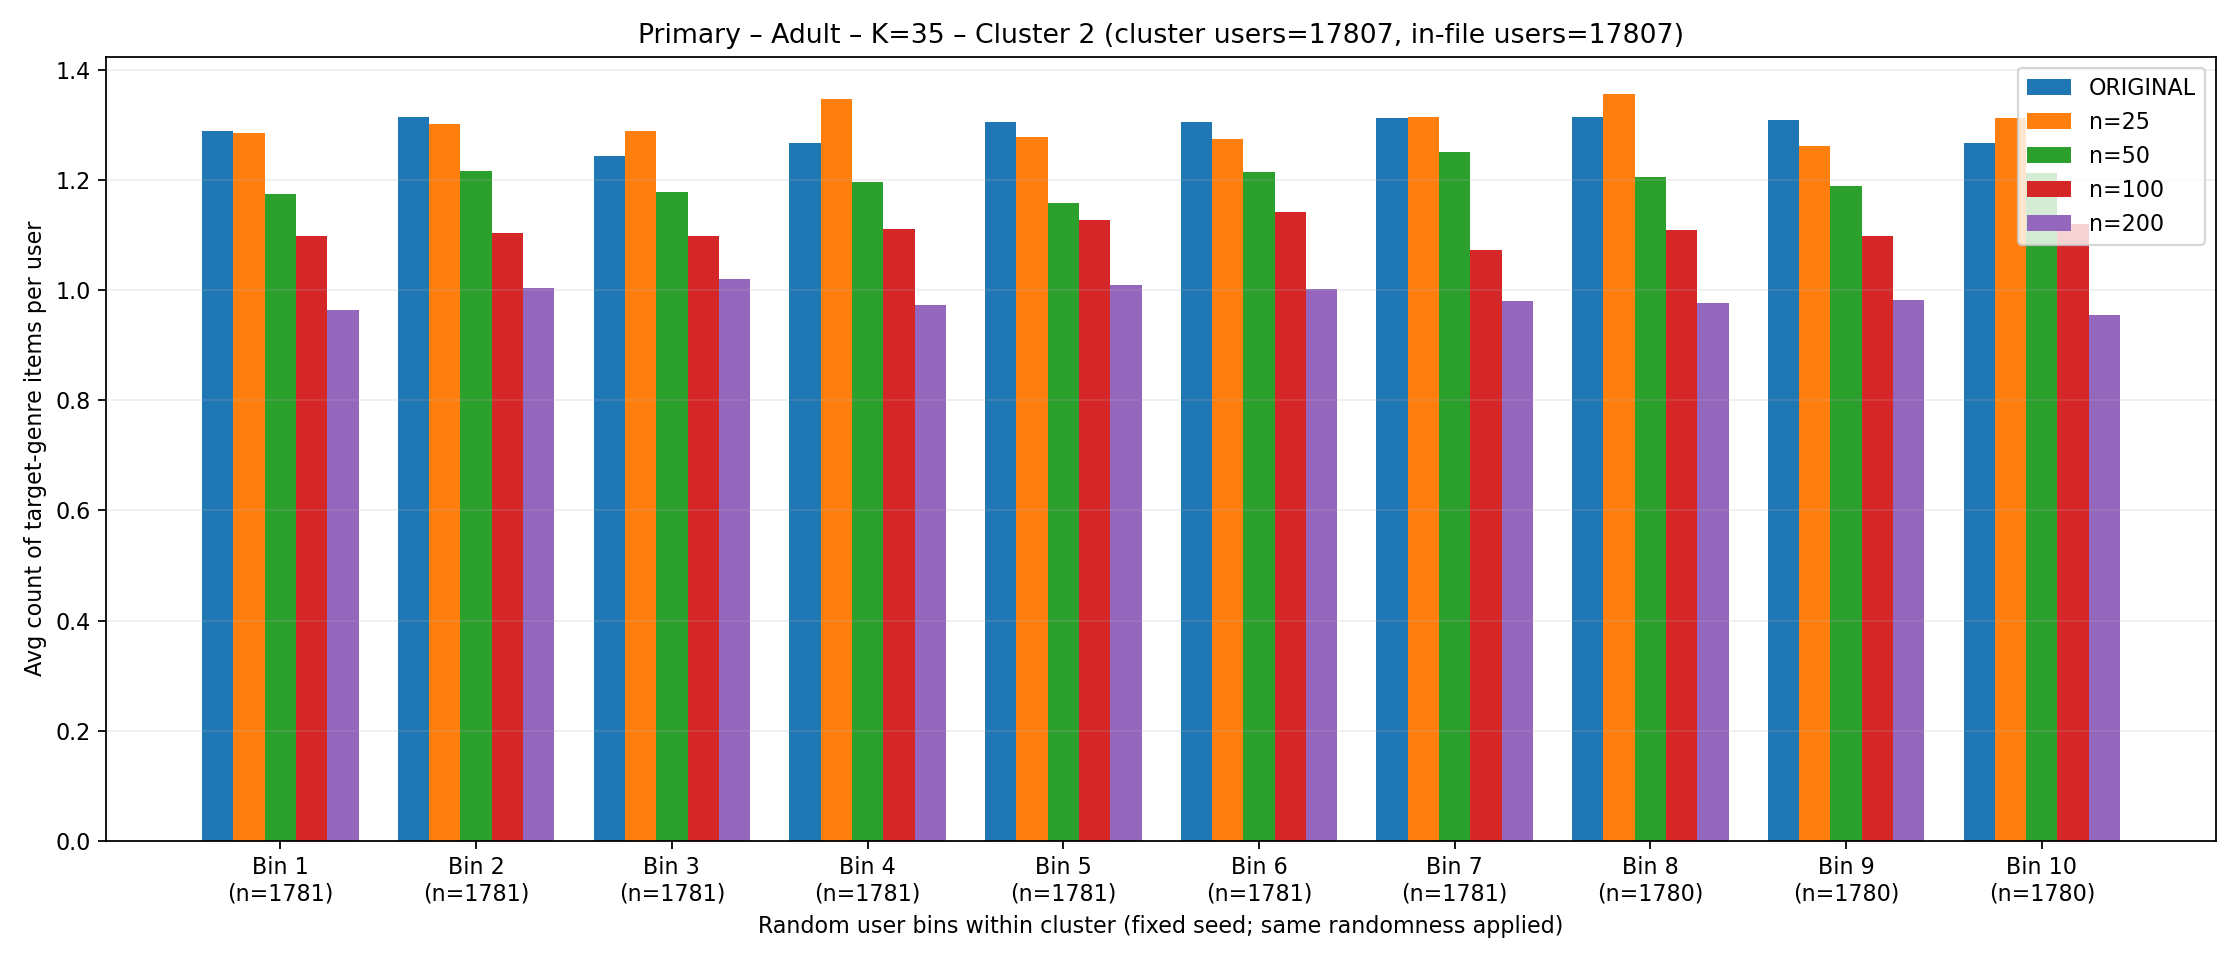 Primary – Adult – K=35 – Cluster 2 (cluster users=17807, in-file users=17807)
Avg count of target-genre items per user
1.4
1.2
1.0
0.8
0.6
0.4
0.2
0.0
ORIGINAL
n=25
n=50
n=100
n=200
Bin 1 Bin 2 Bin 3 Bin 4 Bin 5 Bin 6 Bin 7 Bin 8 Bin 9 Bin 10
(n=1781) (n=1781) (n=1781) (n=1781) (n=1781) (n=1781) (n=1781) (n=1780) (n=1780) (n=1780)
Random user bins within cluster (fixed seed; same randomness applied)